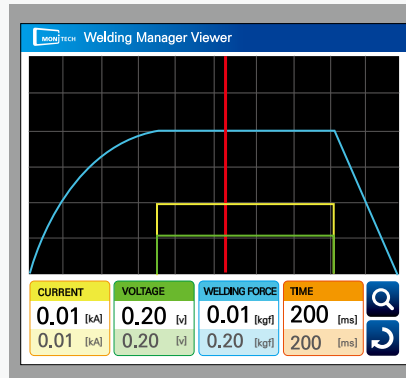 MONITECH Welding Manager Viewer
CURRENT VOLTAGE WELDING FORCE TIME
0.01 [kA] 0.20 [v] 0.01 [kgf] 200 [ms]
0.01 [kA] 0.20 [v] 0.20 [kgf] 200 [ms]